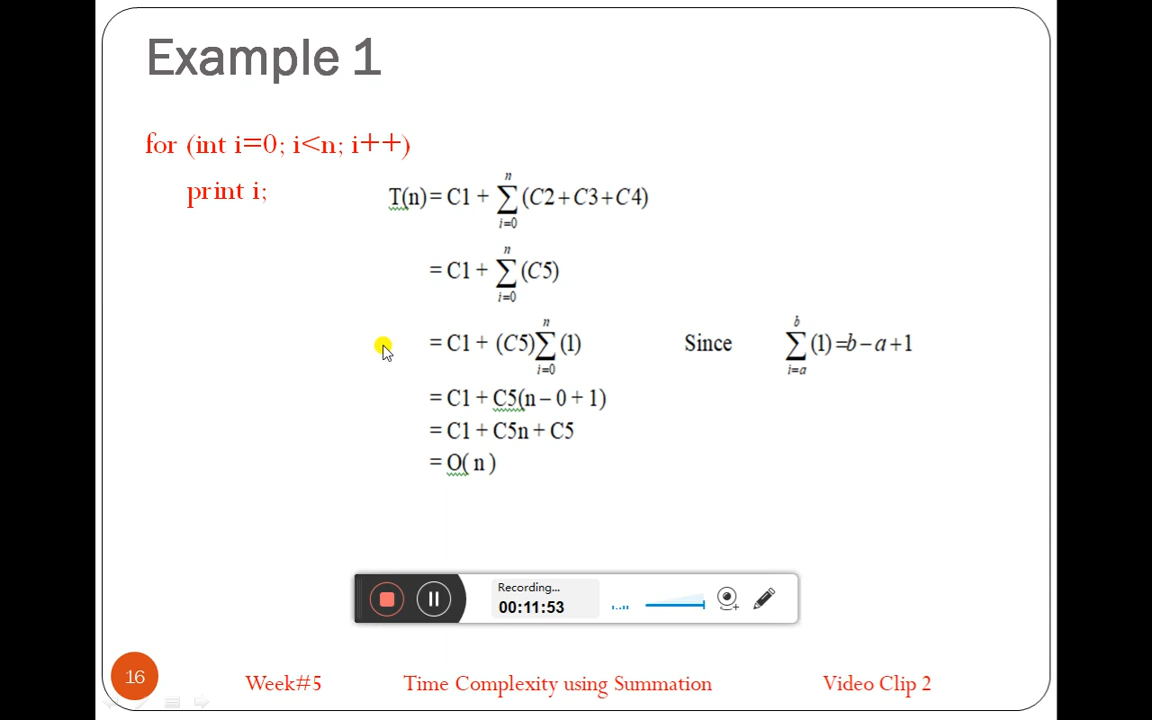 Example 1
for (int i=0; i<n; i++)
print i;
T(n) = C1 + n∑i=0 (C2+C3+C4)
= C1 + n∑i=0 (C5)
= C1 + (C5) n∑i=0 (1) Since b∑i=a (1)=b−a+1
= C1 + C5(n – 0 + 1)
= C1 + C5n + C5
= O( n )
Recording...
00:11:53
16 Week#5 Time Complexity using Summation Video Clip 2